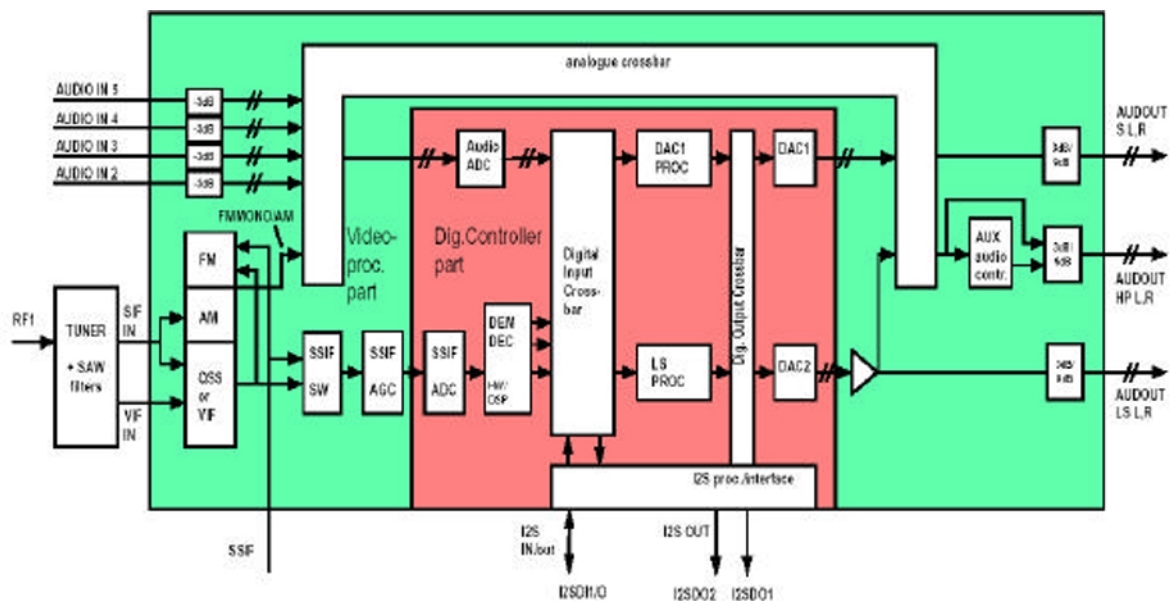 analogue crossbar
AUDIO IN 5
-3dB
AUDIO IN 4
-3dB
AUDIO IN 3
-3dB
AUDIO IN 2
-3dB
AUDOUT
S L,R
Audio
ADC
DAC1
PROC
DAC1
3dB/
9dB
FMMONO/AM
Video-
proc.
part
Dig.Controller
part
FM
Digital
Input
Cross-
bar
Dig. Output Crossbar
AUX
audio
contr.
3dB/
9dB
AUDOUT
HP L,R
RF1
TUNER
+ SAW
filters
SIF
IN
AM
QSS
or
VIF
VIF
IN
SSIF
SW
SSIF
AGC
SSIF
ADC
DEM
DEC
HW/
DSP
LS
PROC
DAC2
AUDOUT
LS L,R
I2S proc./interface
SSIF
I2S
IN/out
I2S OUT
I2SDI1/O
I2SDO2
I2SDO1